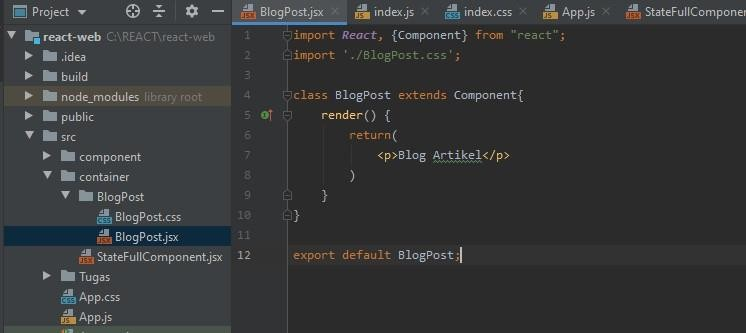 Project
BlogPost.jsx
index.js
index.css
App.js
StateFullComponen
react-web C:\REACT\react-web
.idea
build
node_modules library root
public
src
component
container
BlogPost
BlogPost.css
BlogPost.jsx
StateFullComponent.jsx
Tugas
App.css
App.js
1 import React, {Component} from "react";
2 import './BlogPost.css';
3
4 class BlogPost extends Component{
5 render() {
6 return(
7 <p>Blog Artikel</p>
8 )
9 }
10 }
11
12 export default BlogPost;